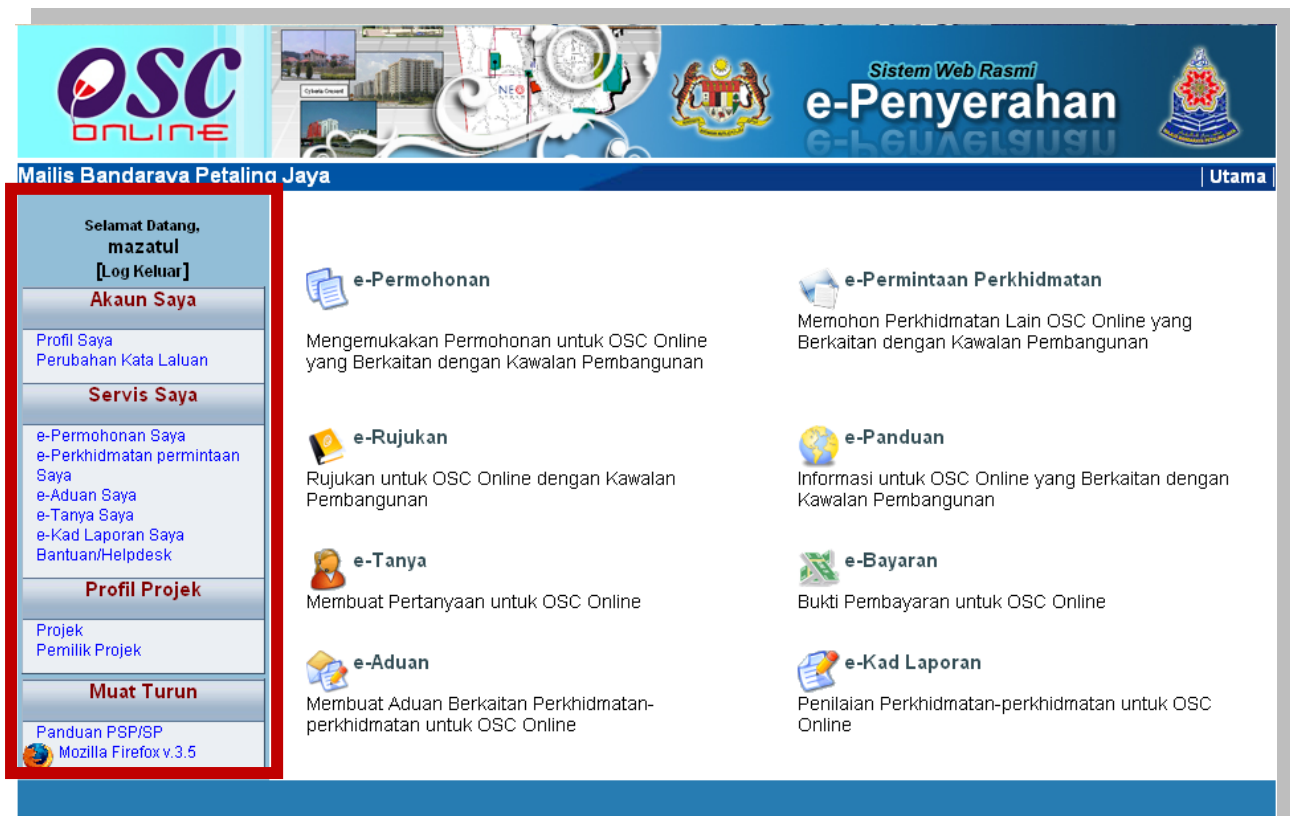 OSC
ONLINE
Cyberia Crescent
NEO
Sistem Web Rasmi
e-Penyerahan
Majlis Bandaraya Petaling Jaya
| Utama |
Selamat Datang,
mazatul
[Log Keluar]
Akaun Saya
Profil Saya
Perubahan Kata Laluan
Servis Saya
e-Permohonan Saya
e-Perkhidmatan permintaan
Saya
e-Aduan Saya
e-Tanya Saya
e-Kad Laporan Saya
Bantuan/Helpdesk
Profil Projek
Projek
Pemilik Projek
Muat Turun
Panduan PSP/SP
Mozilla Firefox v.3.5
e-Permohonan
Mengemukakan Permohonan untuk OSC Online
yang Berkaitan dengan Kawalan Pembangunan
e-Permintaan Perkhidmatan
Memohon Perkhidmatan Lain OSC Online yang
Berkaitan dengan Kawalan Pembangunan
e-Rujukan
Rujukan untuk OSC Online dengan Kawalan
Pembangunan
e-Panduan
Informasi untuk OSC Online yang Berkaitan dengan
Kawalan Pembangunan
e-Tanya
Membuat Pertanyaan untuk OSC Online
e-Bayaran
Bukti Pembayaran untuk OSC Online
e-Aduan
Membuat Aduan Berkaitan Perkhidmatan-
perkhidmatan untuk OSC Online
e-Kad Laporan
Penilaian Perkhidmatan-perkhidmatan untuk OSC
Online